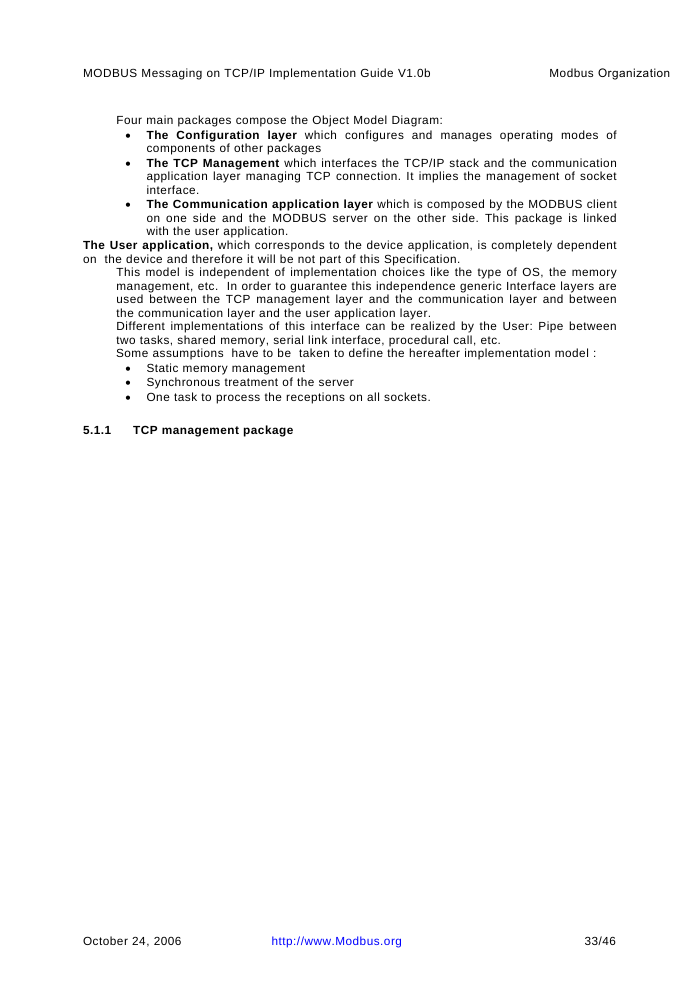 MODBUS Messaging on TCP/IP Implementation Guide V1.0b Modbus Organization
Four main packages compose the Object Model Diagram:
• The Configuration layer which configures and manages operating modes of
components of other packages
• The TCP Management which interfaces the TCP/IP stack and the communication
application layer managing TCP connection. It implies the management of socket
interface.
• The Communication application layer which is composed by the MODBUS client
on one side and the MODBUS server on the other side. This package is linked
with the user application.
The User application, which corresponds to the device application, is completely dependent
on the device and therefore it will be not part of this Specification.
This model is independent of implementation choices like the type of OS, the memory
management, etc. In order to guarantee this independence generic Interface layers are
used between the TCP management layer and the communication layer and between
the communication layer and the user application layer.
Different implementations of this interface can be realized by the User: Pipe between
two tasks, shared memory, serial link interface, procedural call, etc.
Some assumptions have to be taken to define the hereafter implementation model :
• Static memory management
• Synchronous treatment of the server
• One task to process the receptions on all sockets.
5.1.1 TCP management package
October 24, 2006 http://www.Modbus.org 33/46